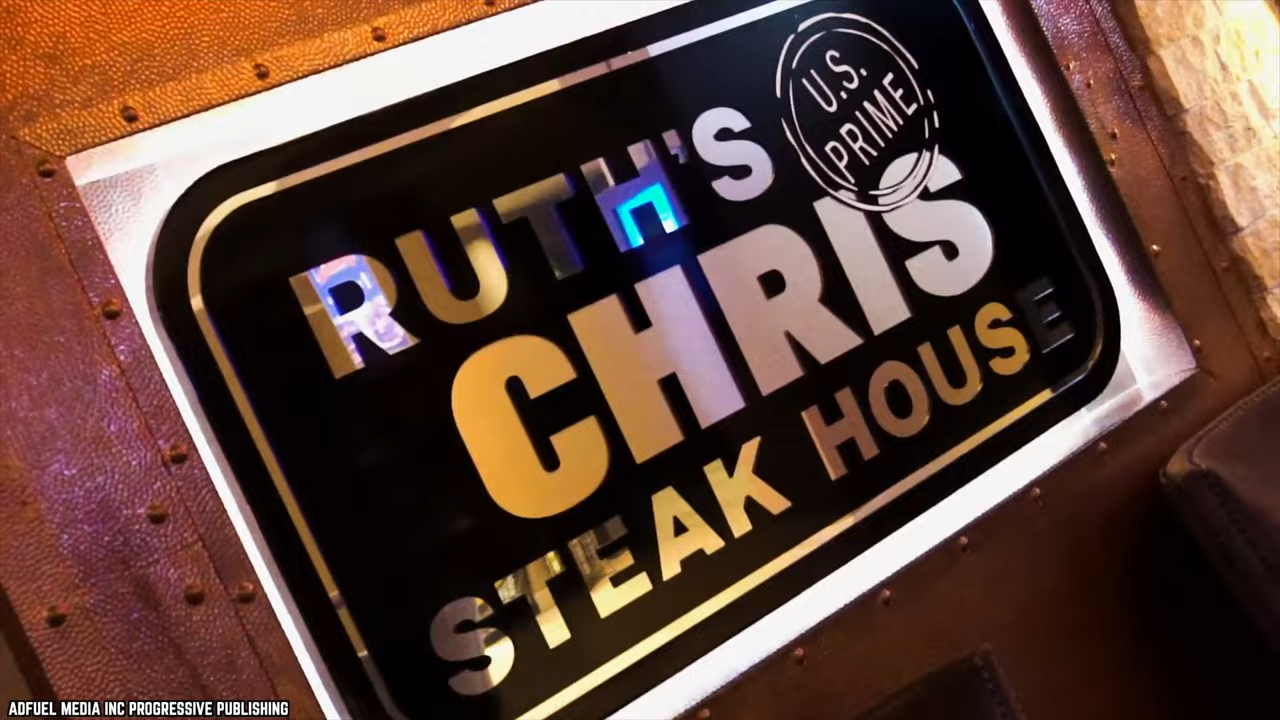 U.S.
PRIME
RUTH'S
CHRIS
STEAK HOUSE
ADFUEL MEDIA INC PROGRESSIVE PUBLISHING